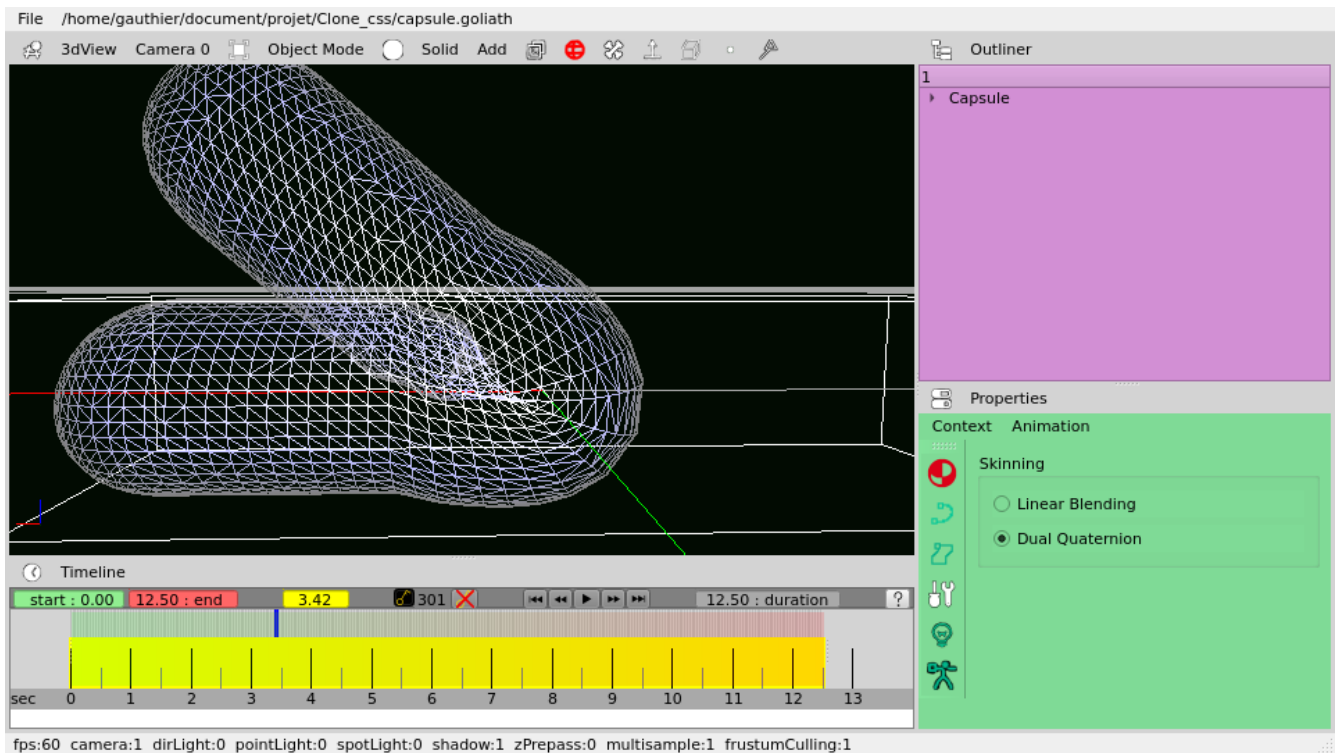 File /home/gauthier/document/projet/Clone_css/capsule.goliath
3dView Camera 0 Object Mode Solid Add
Outliner
1
Capsule
Properties
Context Animation
Skinning
Linear Blending
Dual Quaternion
Timeline
start : 0.00 12.50 : end 3.42 301 12.50 : duration ?
sec 0 1 2 3 4 5 6 7 8 9 10 11 12 13
fps:60 camera:1 dirLight:0 pointLight:0 spotLight:0 shadow:1 zPrepass:0 multisample:1 frustumCulling:1